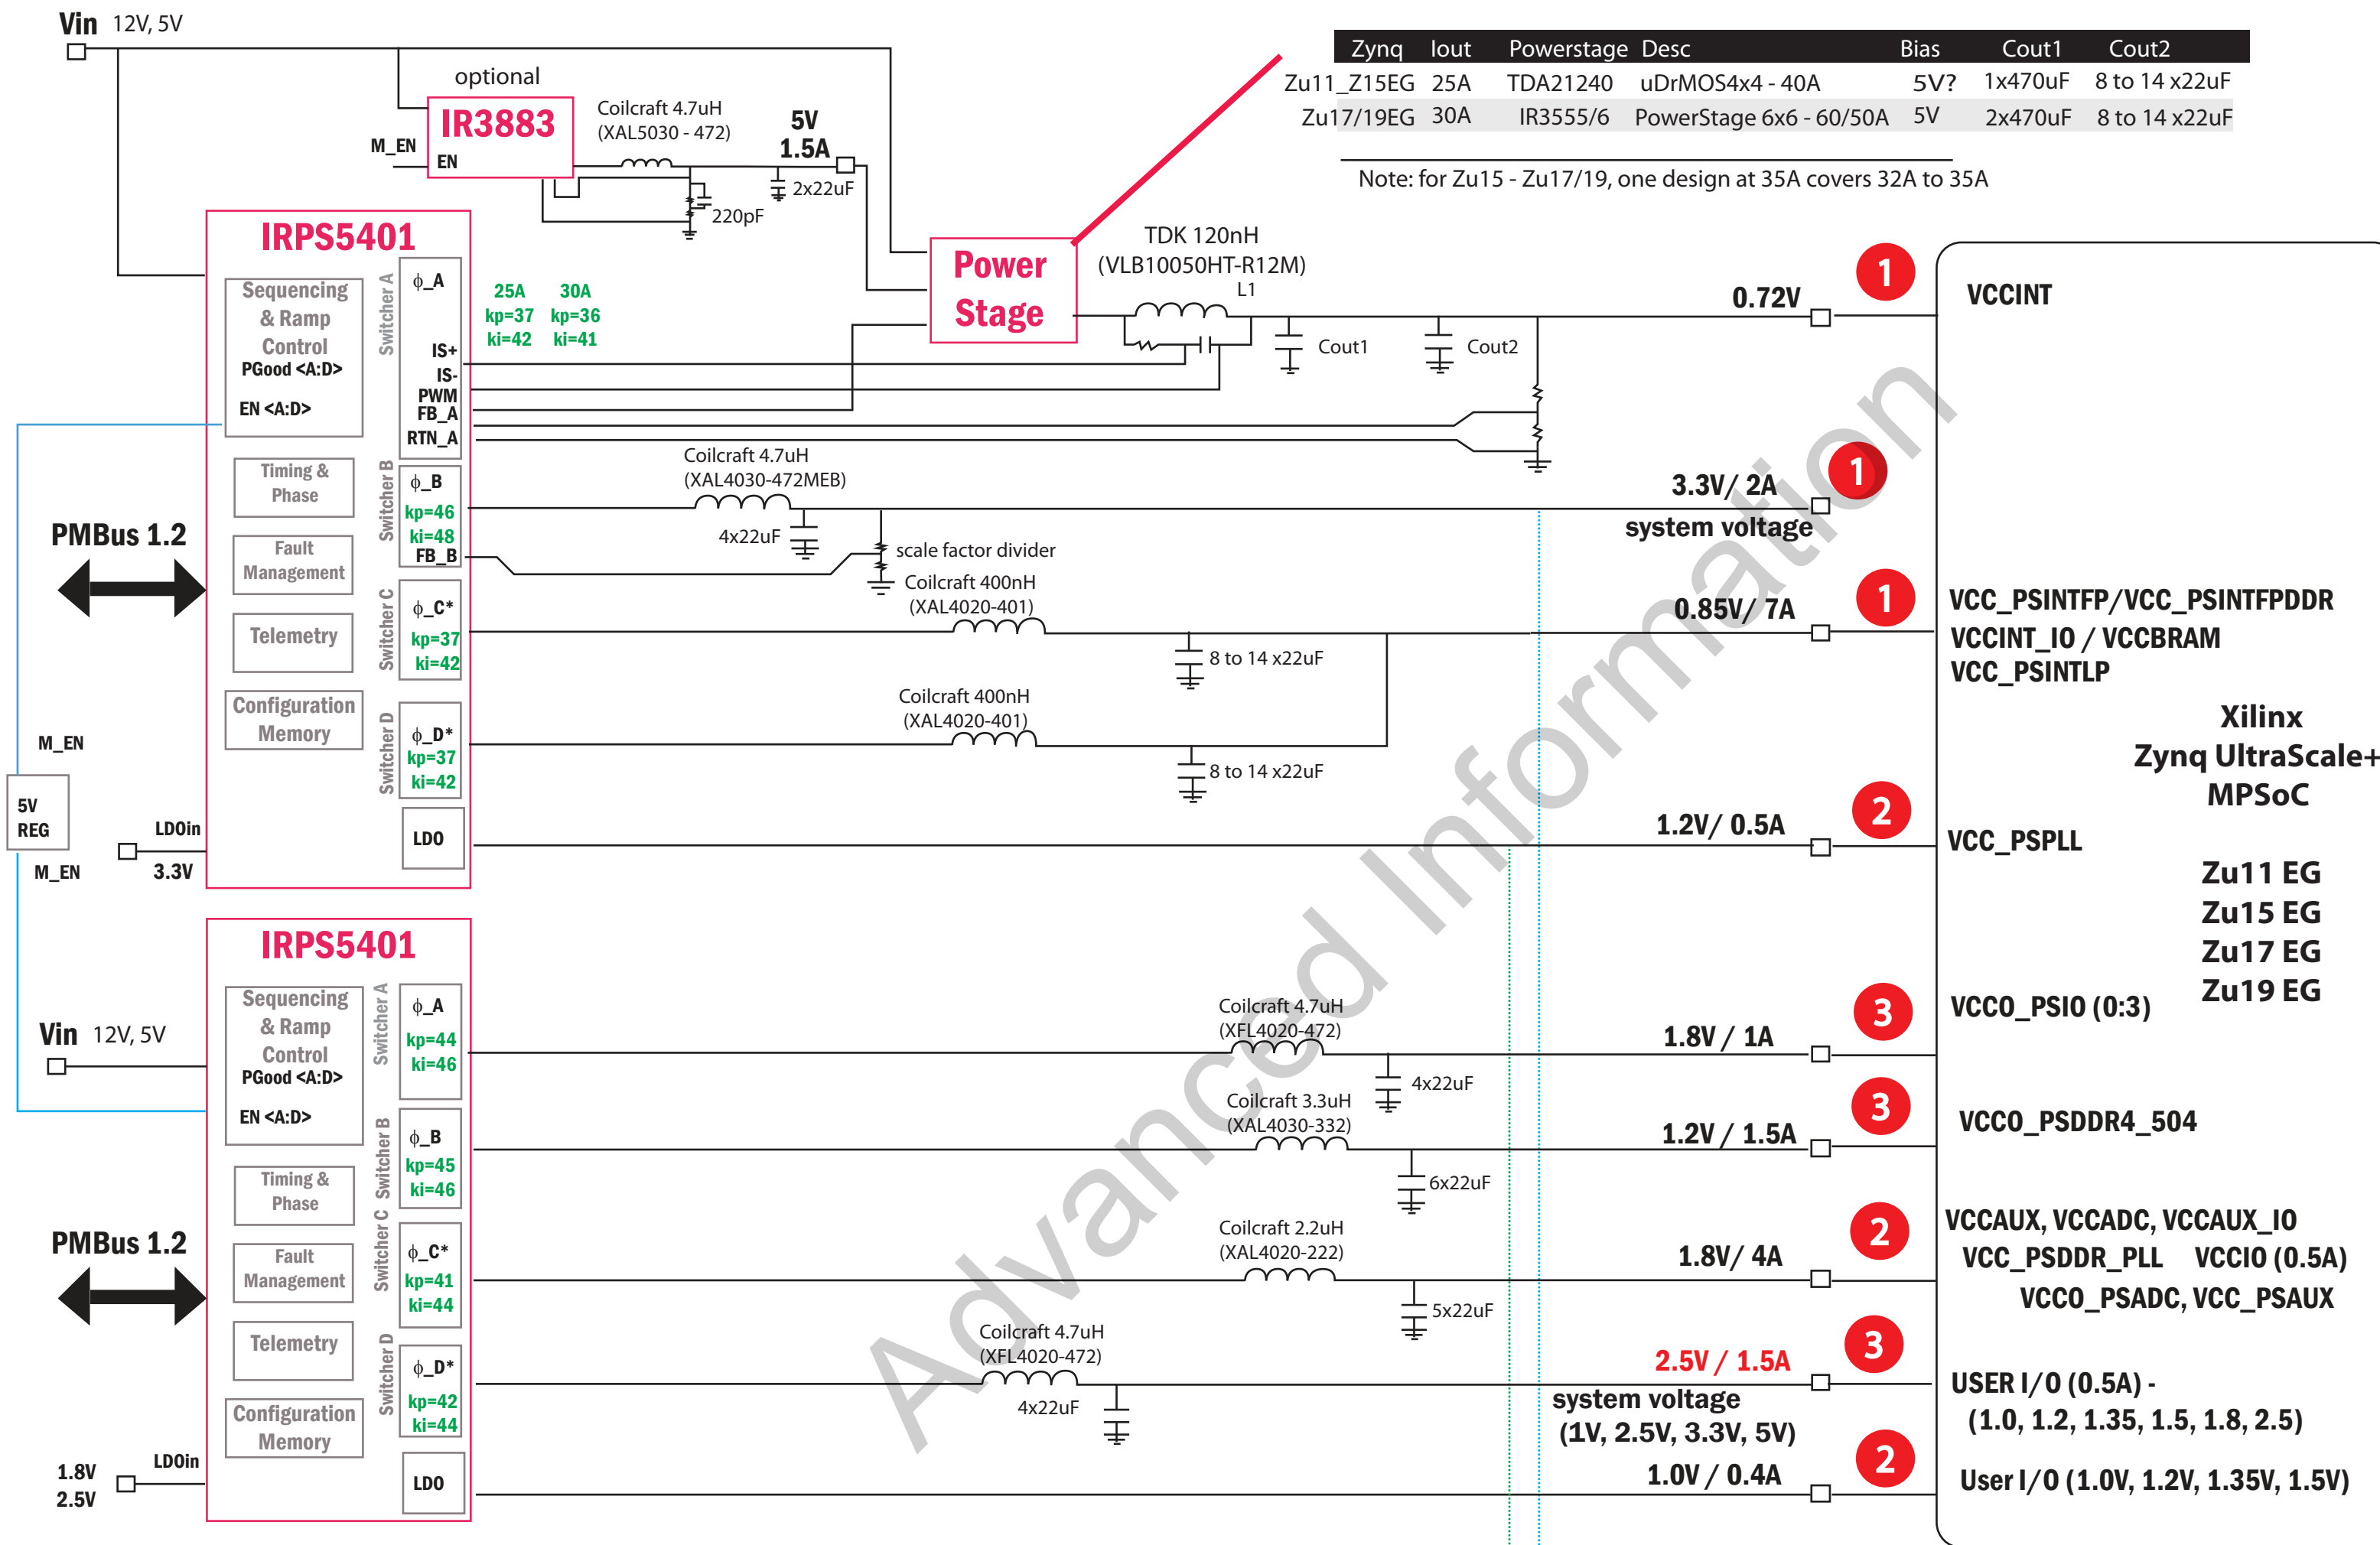 Vin 12V, 5V
Zynq Iout Powerstage Desc Bias Cout1 Cout2
Zu11_Z15EG 25A TDA21240 uDrMOS4x4 - 40A 5V? 1x470uF 8 to 14 x22uF
Zu17/19EG 30A IR3555/6 PowerStage 6x6 - 60/50A 5V 2x470uF 8 to 14 x22uF
Note: for Zu15 - Zu17/19, one design at 35A covers 32A to 35A
optional
IR3883
M_EN
EN
Coilcraft 4.7uH
(XAL5030 - 472)
5V
1.5A
2x22uF
220pF
Power
Stage
TDK 120nH
(VLB10050HT-R12M)
L1
Cout1
Cout2
0.72V
1
VCCINT
IRPS5401
Sequencing
& Ramp
Control
PGood <A:D>
EN <A:D>
Switcher A
ϕ_A
IS+
IS-
PWM
FB_A
RTN_A
25A 30A
kp=37 kp=36
ki=42 ki=41
Timing &
Phase
Switcher B
ϕ_B
kp=46
ki=48
FB_B
Coilcraft 4.7uH
(XAL4030-472MEB)
4x22uF
scale factor divider
3.3V/ 2A
system voltage
1
PMBus 1.2
Fault
Management
Switcher C
ϕ_C*
kp=37
ki=42
Coilcraft 400nH
(XAL4020-401)
8 to 14 x22uF
0.85V/ 7A
1
VCC_PSINTFP/VCC_PSINTFPDDR
VCCINT_IO / VCCBRAM
VCC_PSINTLP
Telemetry
Configuration
Memory
Switcher D
ϕ_D*
kp=37
ki=42
Coilcraft 400nH
(XAL4020-401)
8 to 14 x22uF
Xilinx
Zynq UltraScale+
MPSoC
M_EN
5V
REG
M_EN
LDOin
3.3V
LDO
1.2V/ 0.5A
2
VCC_PSPLL
Zu11 EG
Zu15 EG
Zu17 EG
Zu19 EG
IRPS5401
Vin 12V, 5V
Sequencing
& Ramp
Control
PGood <A:D>
EN <A:D>
Switcher A
ϕ_A
kp=44
ki=46
Coilcraft 4.7uH
(XFL4020-472)
4x22uF
1.8V / 1A
3
VCCO_PSIO (0:3)
Timing &
Phase
Switcher B
ϕ_B
kp=45
ki=46
Coilcraft 3.3uH
(XAL4030-332)
6x22uF
1.2V / 1.5A
3
VCCO_PSDDR4_504
PMBus 1.2
Fault
Management
Switcher C
ϕ_C*
kp=41
ki=44
Coilcraft 2.2uH
(XAL4020-222)
5x22uF
1.8V/ 4A
2
VCCAUX, VCCADC, VCCAUX_IO
VCC_PSDDR_PLL VCCIO (0.5A)
VCCO_PSADC, VCC_PSAUX
Telemetry
Configuration
Memory
Switcher D
ϕ_D*
kp=42
ki=44
Coilcraft 4.7uH
(XFL4020-472)
4x22uF
2.5V / 1.5A
system voltage
(1V, 2.5V, 3.3V, 5V)
3
USER I/O (0.5A) -
(1.0, 1.2, 1.35, 1.5, 1.8, 2.5)
1.8V
2.5V
LDOin
LDO
1.0V / 0.4A
2
User I/O (1.0V, 1.2V, 1.35V, 1.5V)
Advanced Information